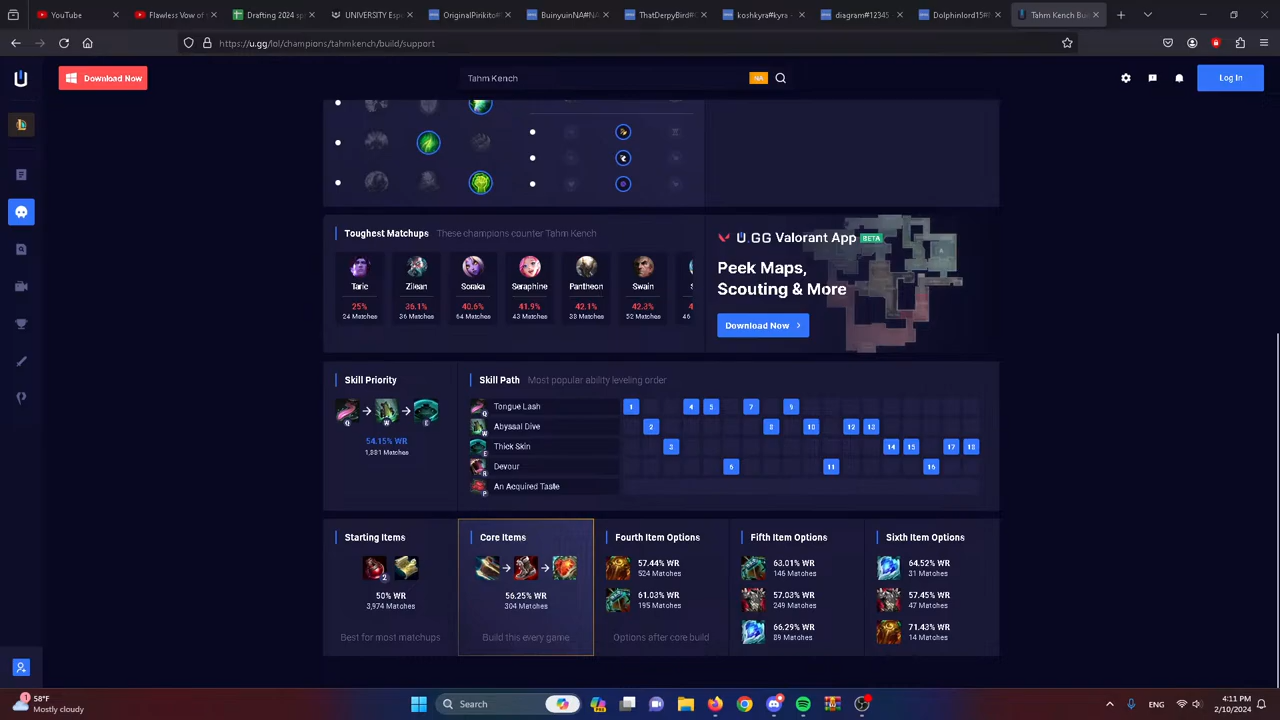 YouTube
Flawless Vow of
Drafting 2024 sp
UNIVERSITY Esp
OriginalPinkito#
BuinyuinNA#NA
ThatDerpyBird#
koshkyra#kyra -
diagram#12345
Dolphinlord15#
Tahm Kench Bui
https://u.gg/lol/champions/tahmkench/build/support
Download Now
Tahm Kench
NA
Log In
Toughest Matchups These champions counter Tahm Kench
Taric
Zilean
Soraka
Seraphine
Pantheon
Swain
25%
36.1%
40.6%
41.9%
42.1%
42.3%
24 Matches
36 Matches
64 Matches
43 Matches
38 Matches
52 Matches
46
U.GG Valorant App BETA
Peek Maps,
Scouting & More
Download Now
Skill Priority
Q
W
E
54.15% WR
1,881 Matches
Skill Path Most popular ability leveling order
Q Tongue Lash 1 4 5 7 9
W Abyssal Dive 2 8 10 12 13
E Thick Skin 3 14 15 17 18
R Devour 6 11 16
P An Acquired Taste
Starting Items
2
50% WR
3,974 Matches
Best for most matchups
Core Items
56.25% WR
304 Matches
Build this every game
Fourth Item Options
57.44% WR
524 Matches
61.03% WR
195 Matches
Options after core build
Fifth Item Options
63.01% WR
146 Matches
57.03% WR
249 Matches
66.29% WR
89 Matches
Sixth Item Options
64.52% WR
31 Matches
57.45% WR
47 Matches
71.43% WR
14 Matches
1
58°F
Mostly cloudy
Search
ENG
4:11 PM
2/10/2024